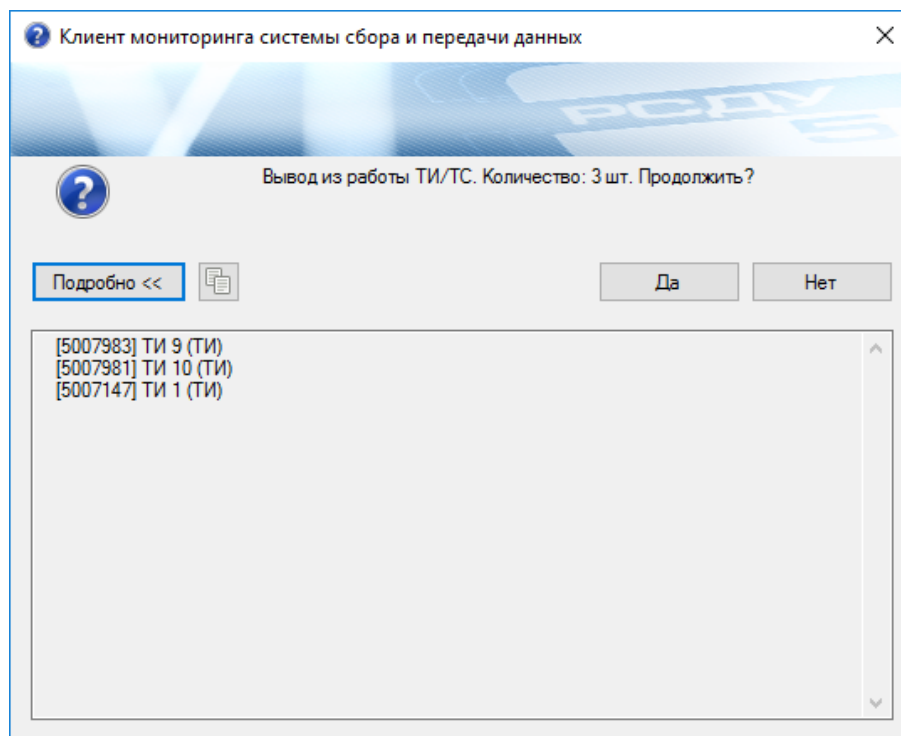 Клиент мониторинга системы сбора и передачи данных
РСДУ
5
Вывод из работы ТИ/ТС. Количество: 3 шт. Продолжить?
Подробно <<
Да
Нет
[5007983] ТИ 9 (ТИ)
[5007981] ТИ 10 (ТИ)
[5007147] ТИ 1 (ТИ)